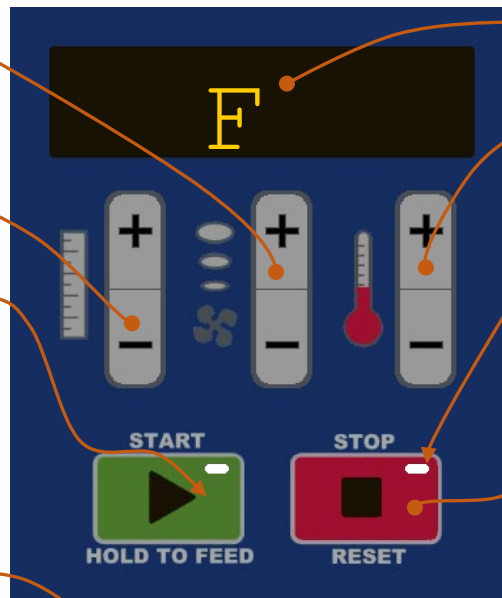 F
+ + +
- - -
START STOP
HOLD TO FEED RESET